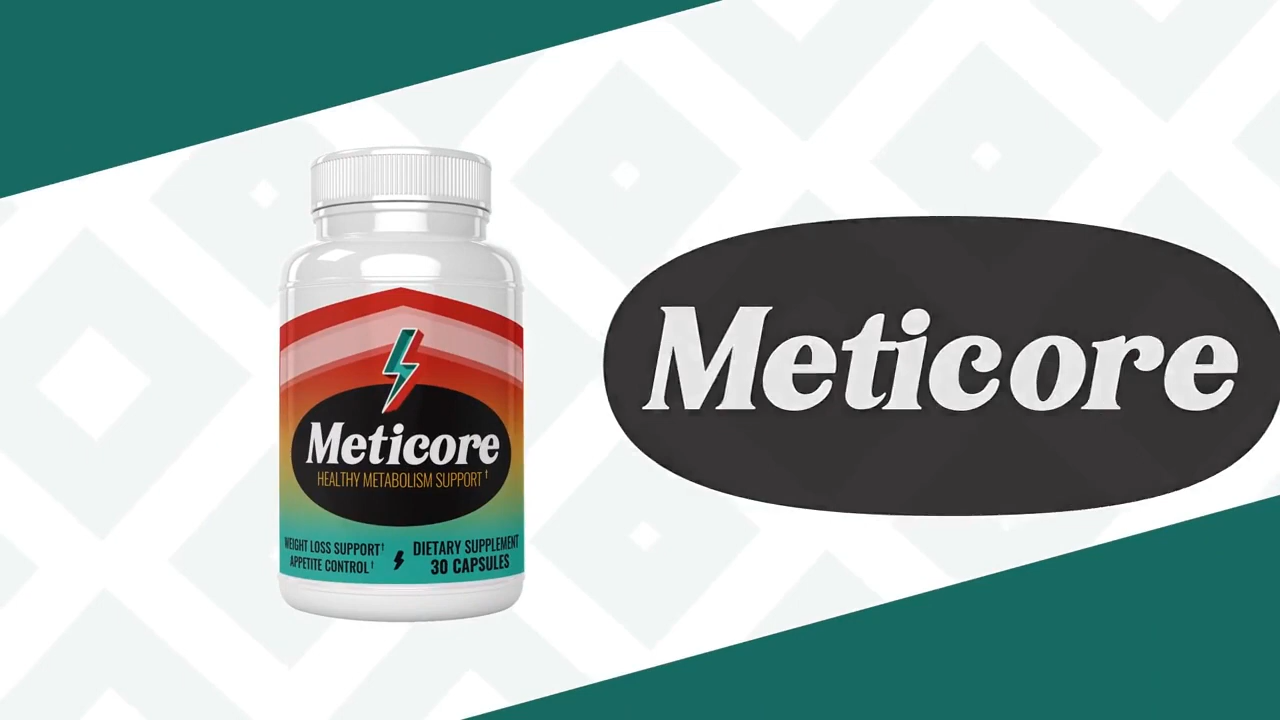 Meticore
HEALTHY METABOLISM SUPPORT †
WEIGHT LOSS SUPPORT†
APPETITE CONTROL†
DIETARY SUPPLEMENT
30 CAPSULES
Meticore